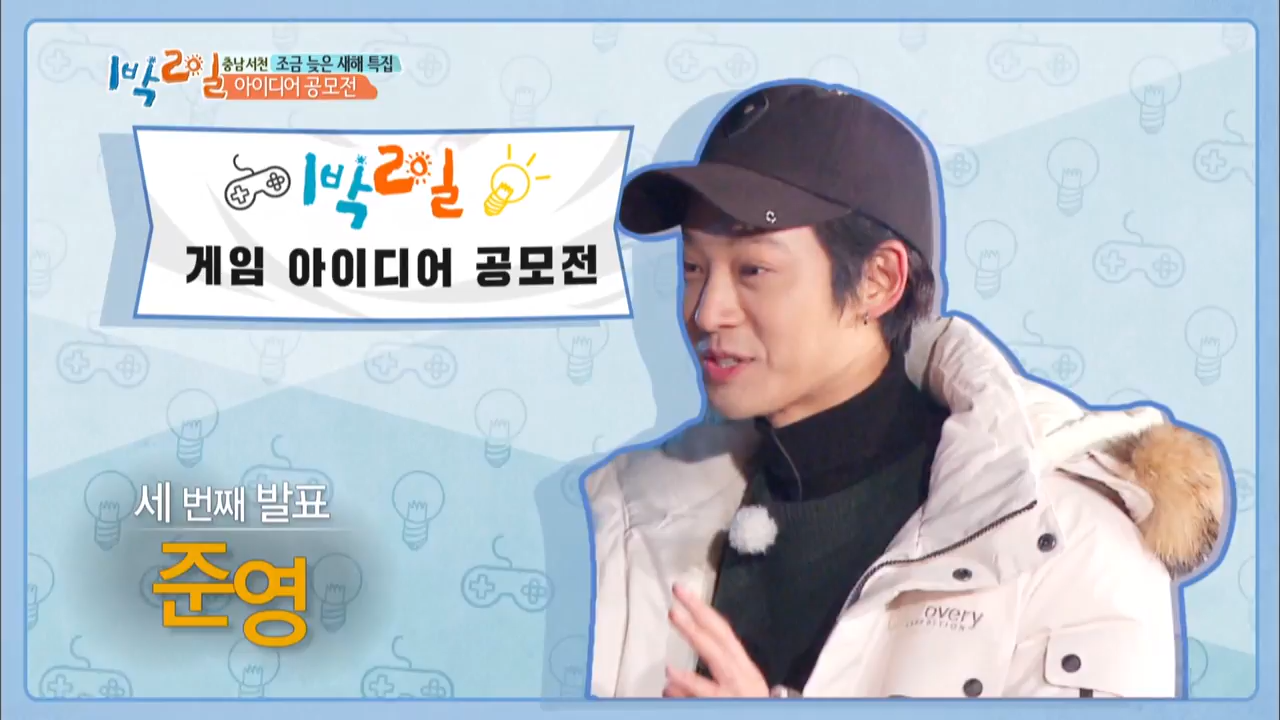 1박2일
충남 서천 조금 늦은 새해 특집
아이디어 공모전
1박2일
게임 아이디어 공모전
세 번째 발표
준영
overy